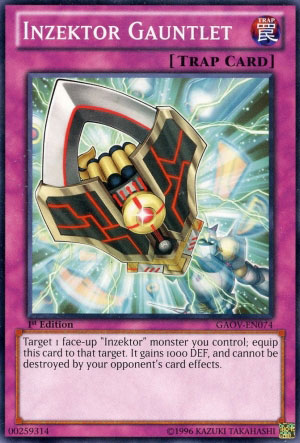 INZEKTOR GAUNTLET
TRAP
罠
[TRAP CARD]
1st Edition
GAOV-EN074
Target 1 face-up "Inzektor" monster you control; equip
this card to that target. It gains 1000 DEF, and cannot be
destroyed by your opponent's card effects.
00259314
©1996 KAZUKI TAKAHASHI